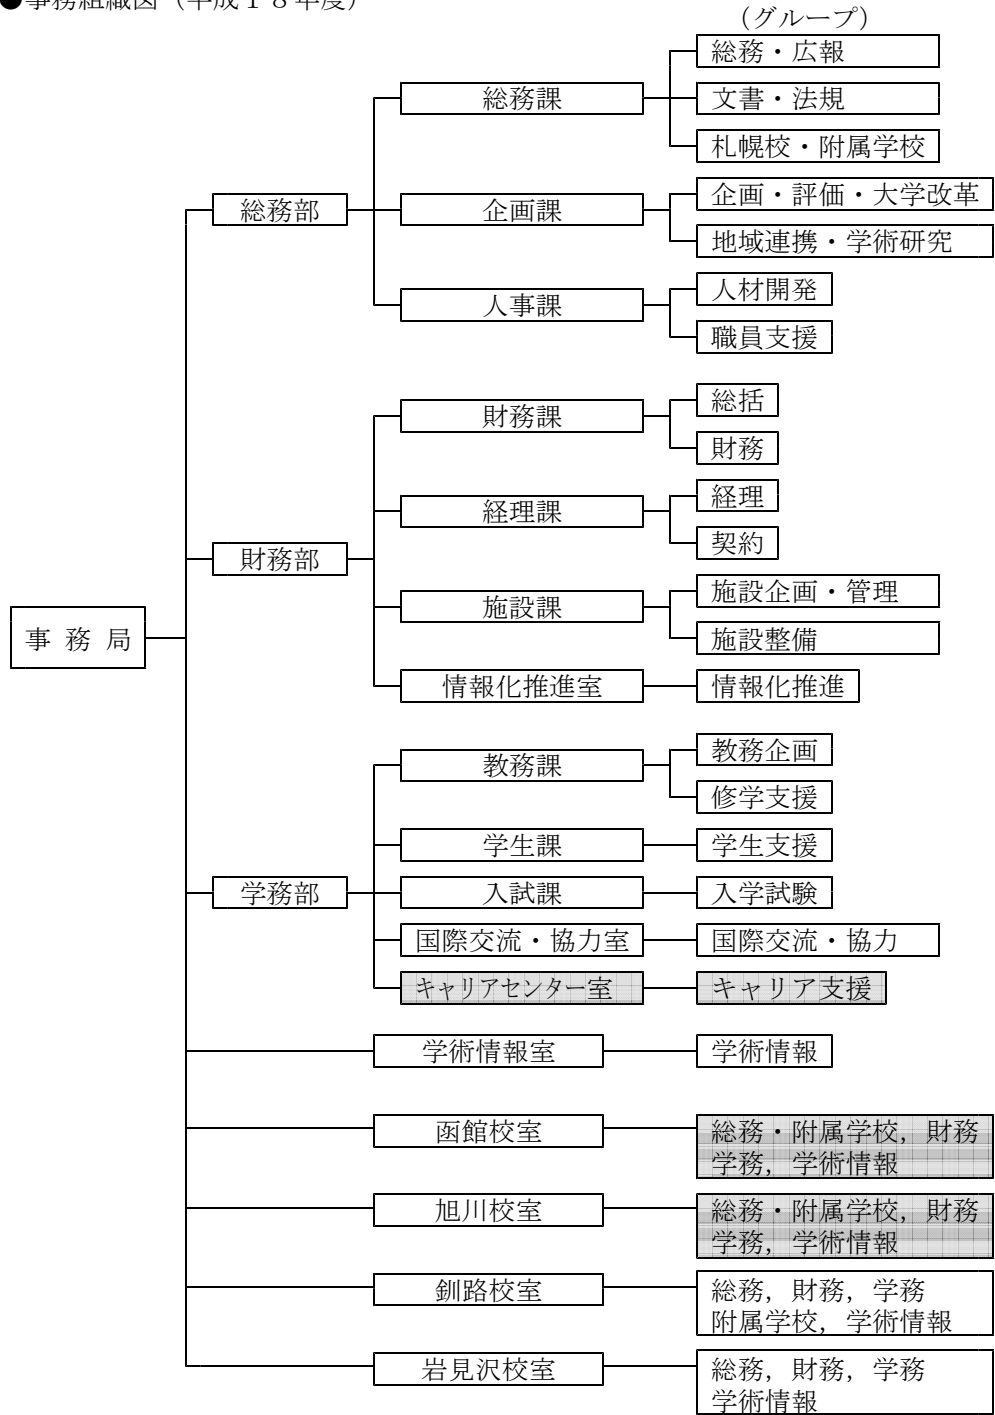 ●事務組織図（平成１８年度）
（グループ）
総務・広報
総務課
文書・法規
札幌校・附属学校
企画・評価・大学改革
総務部
企画課
地域連携・学術研究
人材開発
人事課
職員支援
総括
財務課
財務
経理
経理課
契約
財務部
施設企画・管理
施設課
施設整備
事務局
情報化推進室
情報化推進
教務企画
教務課
修学支援
学生課
学生支援
学務部
入試課
入学試験
国際交流・協力室
国際交流・協力
キャリアセンター室
キャリア支援
学術情報室
学術情報
函館校室
総務・附属学校，財務
学務，学術情報
旭川校室
総務・附属学校，財務
学務，学術情報
釧路校室
総務，財務，学務
附属学校，学術情報
岩見沢校室
総務，財務，学務
学術情報